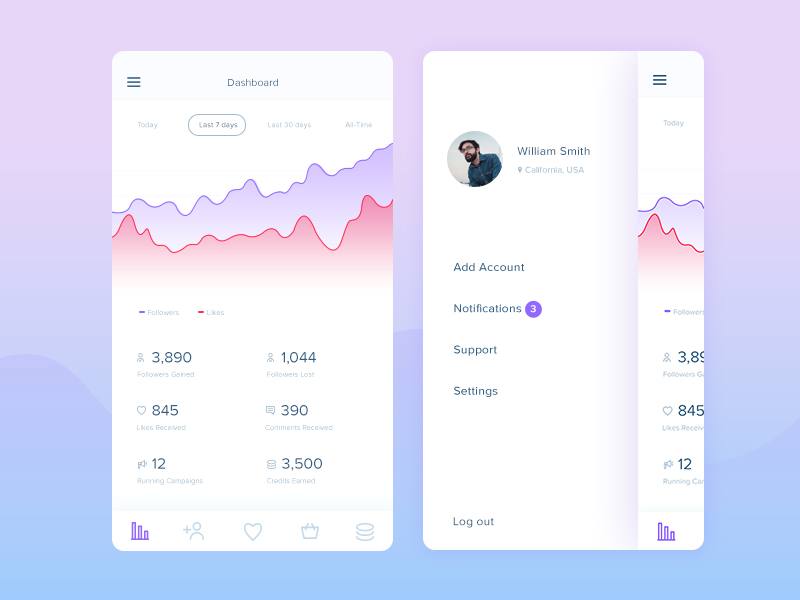 Dashboard
Today Last 7 days Last 30 days All-Time
Followers Likes
3,890 1,044
Followers Gained Followers Lost
845 390
Likes Received Comments Received
12 3,500
Running Campaigns Credits Earned
William Smith
California, USA
Add Account
Notifications 3
Support
Settings
Log out
Today
Followers
3,89
Followers Ga
845
Likes Receiv
12
Running Car